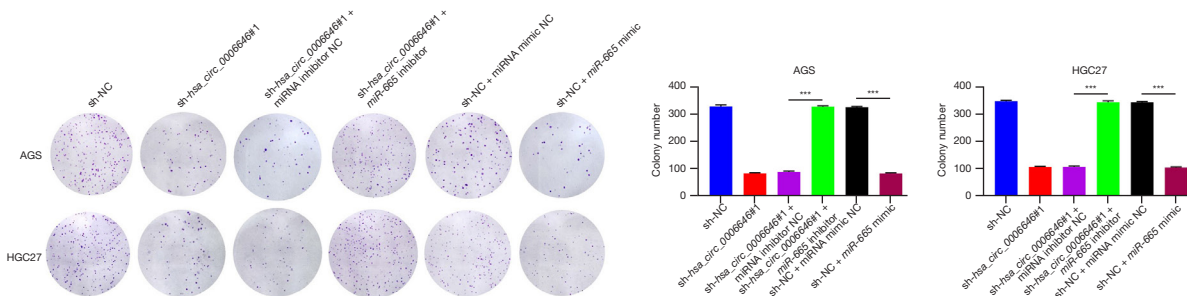 sh-NC
sh-hsa_circ_0006646#1
sh-hsa_circ_0006646#1 +
miRNA inhibitor NC
sh-hsa_circ_0006646#1 +
miR-665 inhibitor
sh-NC + miRNA mimic NC
sh-NC + miR-665 mimic
AGS
HGC27
AGS
Colony number
400
300
200
100
0
***
***
sh-NC
sh-hsa_circ_0006646#1
sh-hsa_circ_0006646#1 +
miRNA inhibitor NC
sh-hsa_circ_0006646#1 +
miR-665 inhibitor
sh-NC + miRNA mimic NC
sh-NC + miR-665 mimic
HGC27
Colony number
400
300
200
100
0
***
***
sh-NC
sh-hsa_circ_0006646#1
sh-hsa_circ_0006646#1 +
miRNA inhibitor NC
sh-hsa_circ_0006646#1 +
miR-665 inhibitor
sh-NC + miRNA mimic NC
sh-NC + miR-665 mimic